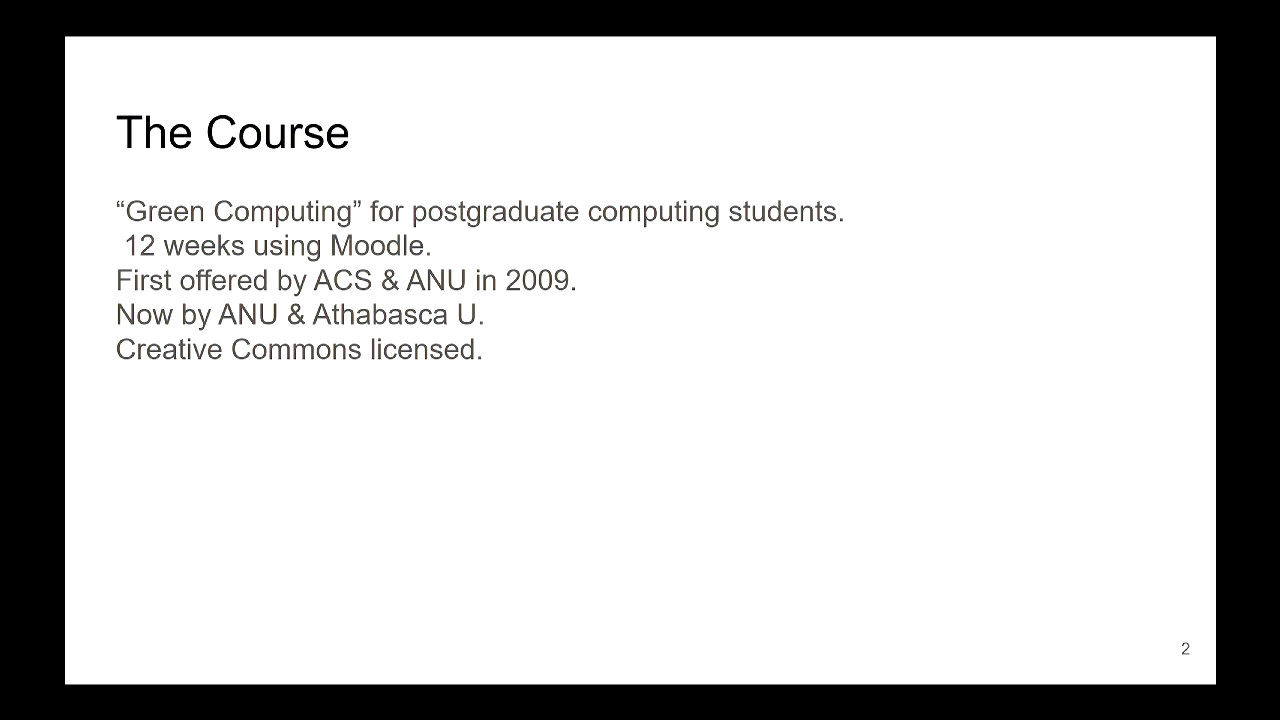 The Course
“Green Computing” for postgraduate computing students.
12 weeks using Moodle.
First offered by ACS & ANU in 2009.
Now by ANU & Athabasca U.
Creative Commons licensed.
2